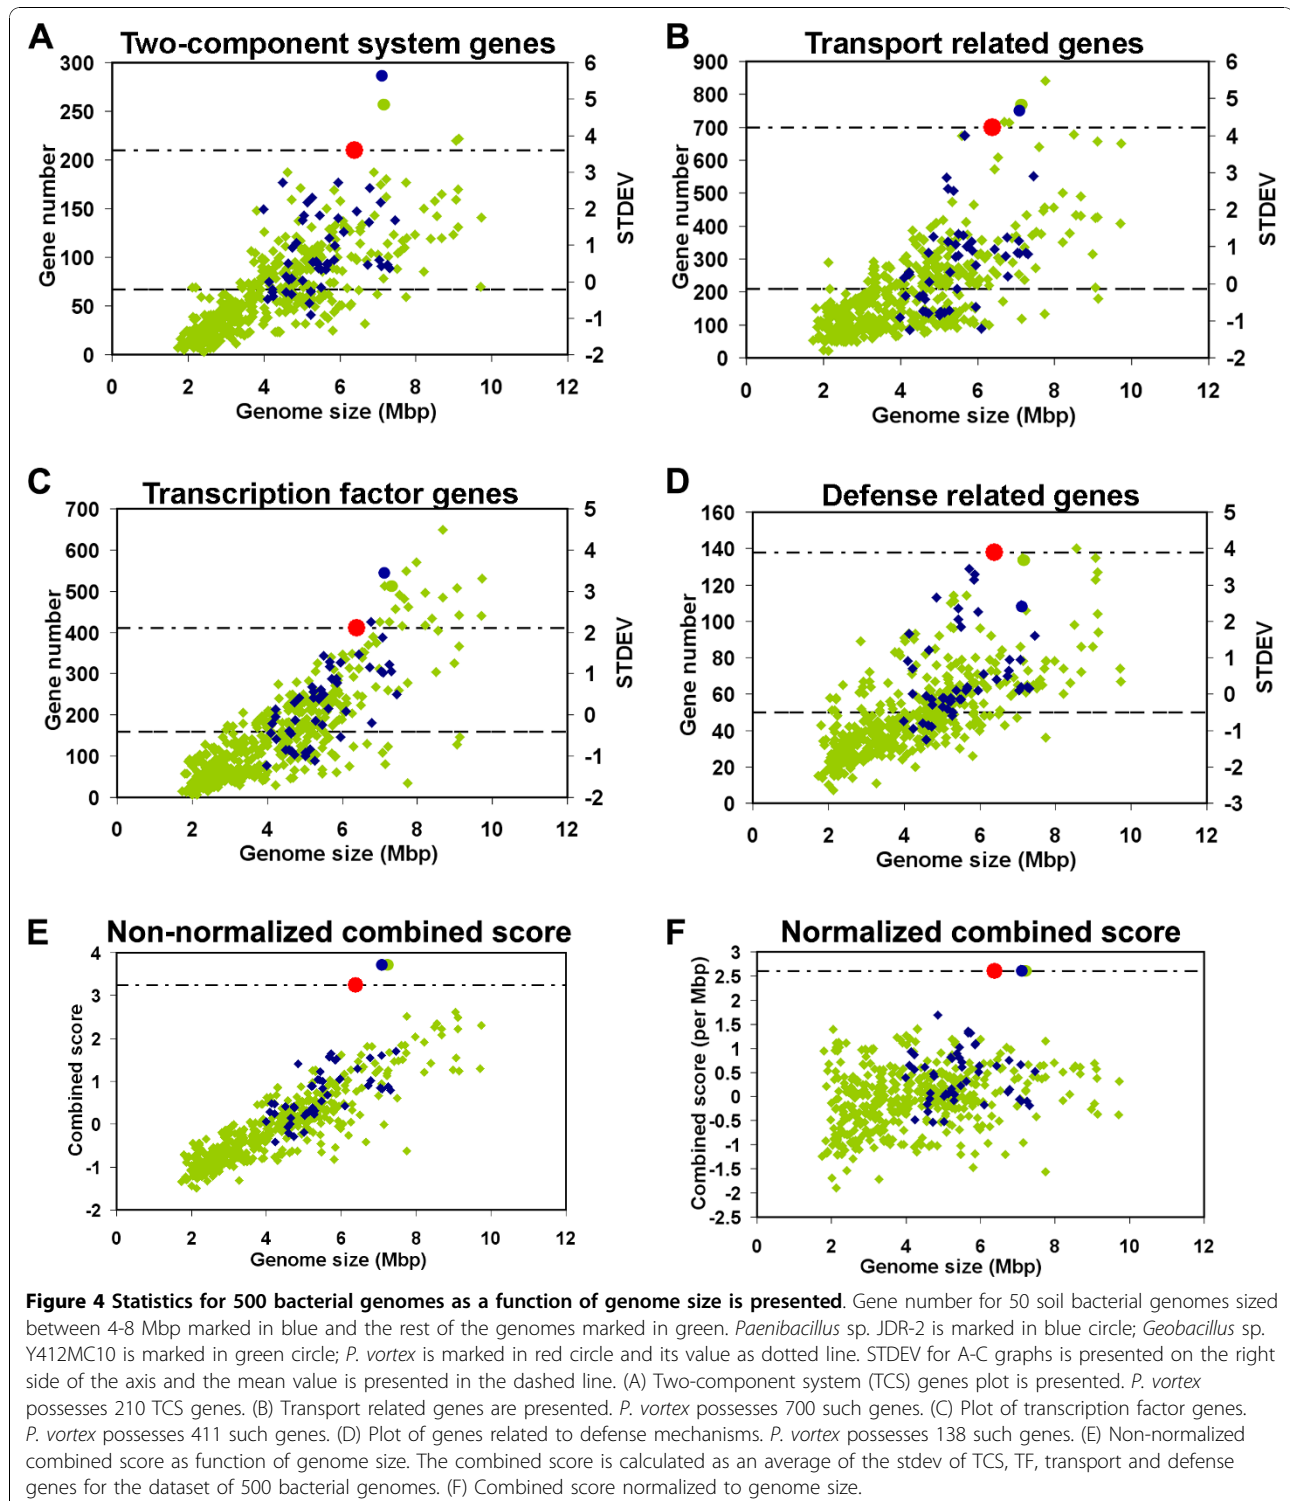 A
Two-component system genes
300
250
200
150
100
50
0
Gene number
6
5
4
3
2
1
0
-1
-2
STDEV
0 2 4 6 8 10 12
Genome size (Mbp)
B
Transport related genes
900
800
700
600
500
400
300
200
100
0
Gene number
6
5
4
3
2
1
0
-1
-2
STDEV
0 2 4 6 8 10 12
Genome size (Mbp)
C
Transcription factor genes
700
600
500
400
300
200
100
0
Gene number
5
4
3
2
1
0
-1
-2
STDEV
0 2 4 6 8 10 12
Genome size (Mbp)
D
Defense related genes
160
140
120
100
80
60
40
20
0
Gene number
5
4
3
2
1
0
-1
-2
-3
STDEV
0 2 4 6 8 10 12
Genome size (Mbp)
E
Non-normalized combined score
4
3
2
1
0
-1
-2
Combined score
0 2 4 6 8 10 12
Genome size (Mbp)
F
Normalized combined score
3
2.5
2
1.5
1
0.5
0
-0.5
-1
-1.5
-2
-2.5
Combined score (per Mbp)
0 2 4 6 8 10 12
Genome size (Mbp)
Figure 4 Statistics for 500 bacterial genomes as a function of genome size is presented. Gene number for 50 soil bacterial genomes sized
between 4-8 Mbp marked in blue and the rest of the genomes marked in green. Paenibacillus sp. JDR-2 is marked in blue circle; Geobacillus sp.
Y412MC10 is marked in green circle; P. vortex is marked in red circle and its value as dotted line. STDEV for A-C graphs is presented on the right
side of the axis and the mean value is presented in the dashed line. (A) Two-component system (TCS) genes plot is presented. P. vortex
possesses 210 TCS genes. (B) Transport related genes are presented. P. vortex possesses 700 such genes. (C) Plot of transcription factor genes.
P. vortex possesses 411 such genes. (D) Plot of genes related to defense mechanisms. P. vortex possesses 138 such genes. (E) Non-normalized
combined score as function of genome size. The combined score is calculated as an average of the stdev of TCS, TF, transport and defense
genes for the dataset of 500 bacterial genomes. (F) Combined score normalized to genome size.